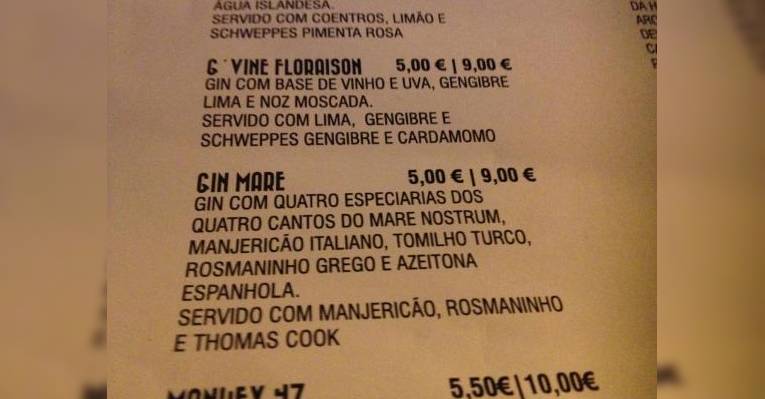 ÁGUA ISLANDESA.
SERVIDO COM COENTROS, LIMÃO E
SCHWEPPES PIMENTA ROSA
G'VINE FLORAISON 5,00 € | 9,00 €
GIN COM BASE DE VINHO E UVA, GENGIBRE
LIMA E NOZ MOSCADA.
SERVIDO COM LIMA, GENGIBRE E
SCHWEPPES GENGIBRE E CARDAMOMO
GIN MARE 5,00 € | 9,00 €
GIN COM QUATRO ESPECIARIAS DOS
QUATRO CANTOS DO MARE NOSTRUM,
MANJERICÃO ITALIANO, TOMILHO TURCO,
ROSMANINHO GREGO E AZEITONA
ESPANHOLA.
SERVIDO COM MANJERICÃO, ROSMANINHO
E THOMAS COOK
MONKEY 47 5,50€|10,00€
DA H